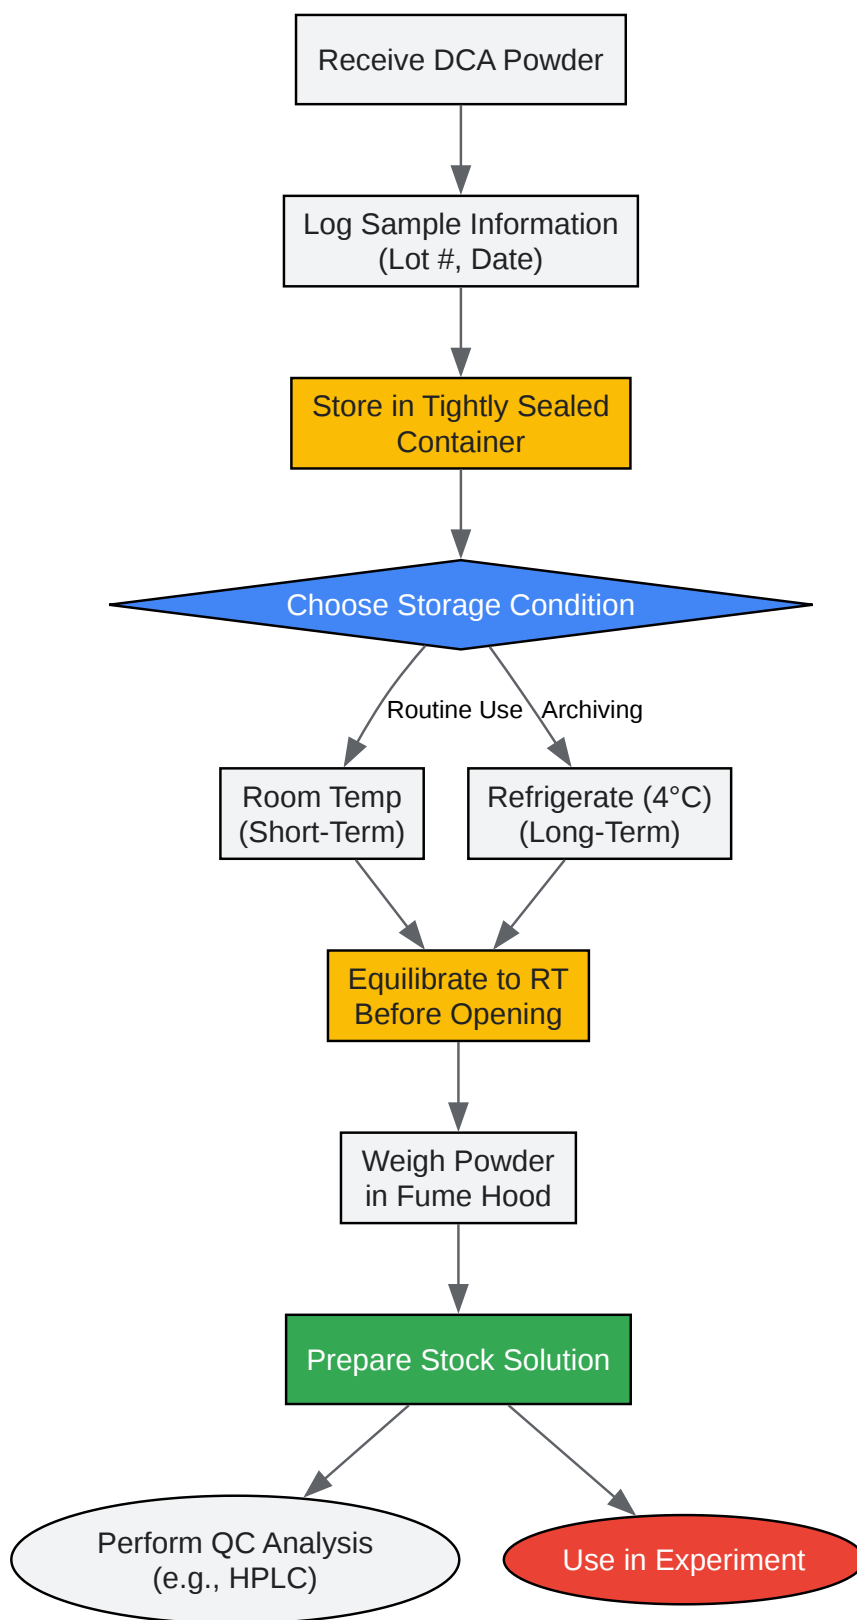 Receive DCA Powder
Log Sample Information
(Lot #, Date)
Store in Tightly Sealed
Container
Choose Storage Condition
Routine Use
Archiving
Room Temp
(Short-Term)
Refrigerate (4°C)
(Long-Term)
Equilibrate to RT
Before Opening
Weigh Powder
in Fume Hood
Prepare Stock Solution
Perform QC Analysis
(e.g., HPLC)
Use in Experiment